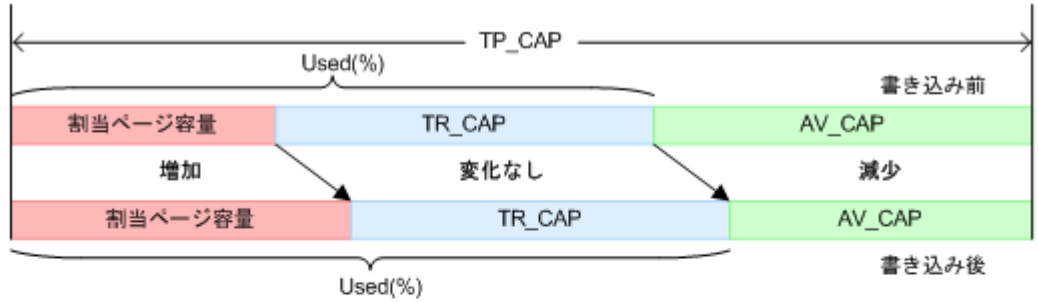 TP_CAP
Used(%)
書き込み前
割当ページ容量 TR_CAP AV_CAP
増加 変化なし 減少
割当ページ容量 TR_CAP AV_CAP
書き込み後
Used(%)